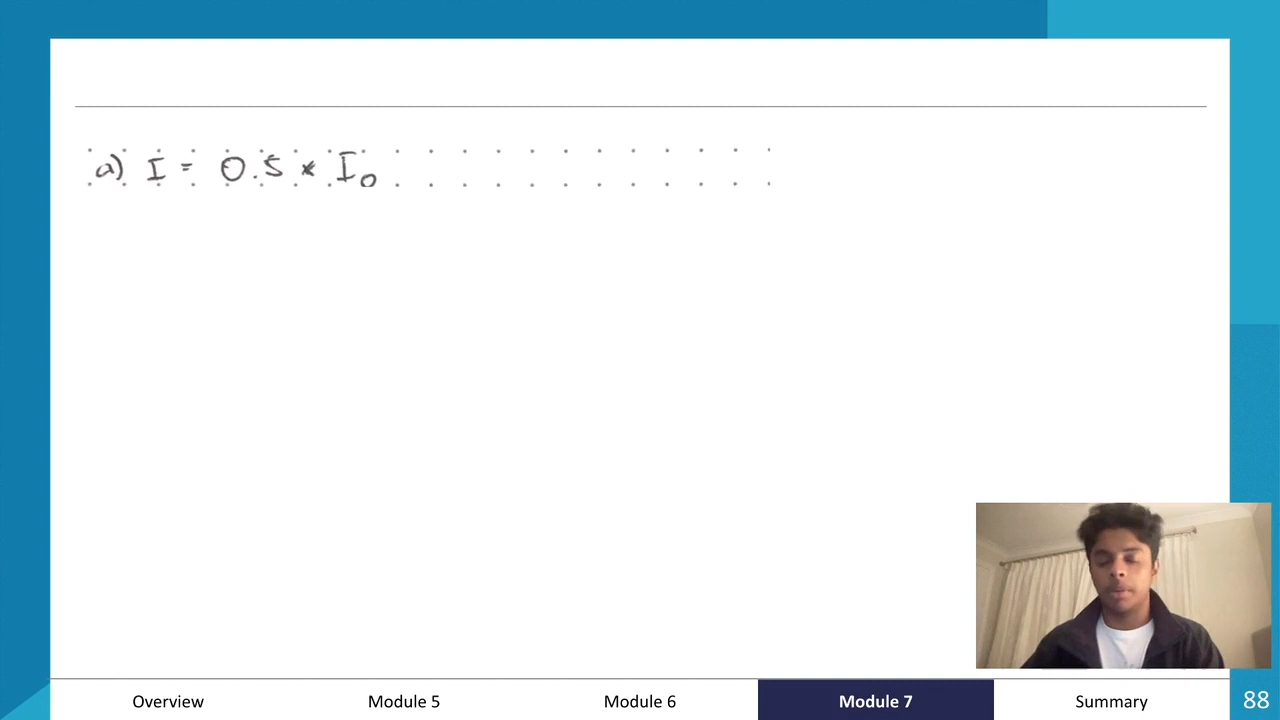 a) I = 0.5 * I₀
Overview Module 5 Module 6 Module 7 Summary 88